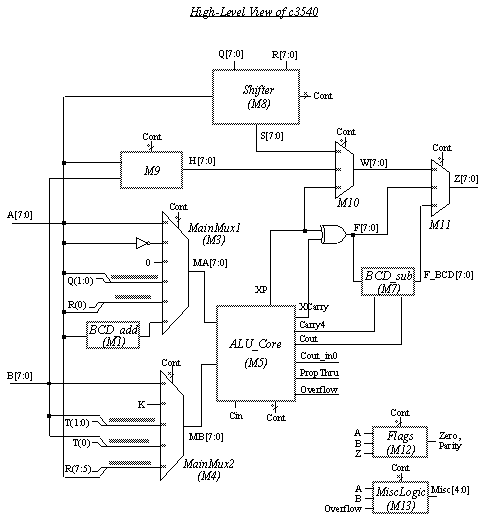 High-Level View of c3540
Q[7:0] R[7:0]
Shifter
(M8)
Cont
S[7:0]
Cont
Cont
M9
H[7:0]
W[7:0]
Cont
Z[7:0]
M10
M11
A[7:0]
Cont
MainMux1
(M3)
F[7:0]
0
MA[7:0]
Q(1:0)
BCD_sub
(M7)
F_BCD[7:0]
XP
R(0)
XCarry
BCD_add
(M1)
ALU_Core
(M5)
Carry4
Cout
Cout_in0
PropThru
Overflow
B[7:0]
Cont
K
Cin
Cont
T(1:0)
MB[7:0]
T(0)
R(7:5)
MainMux2
(M4)
Cont
A
B
Z
Flags
(M12)
Zero,
Parity
Cont
A
B
Overflow
MiscLogic
(M13)
Misc[4:0]